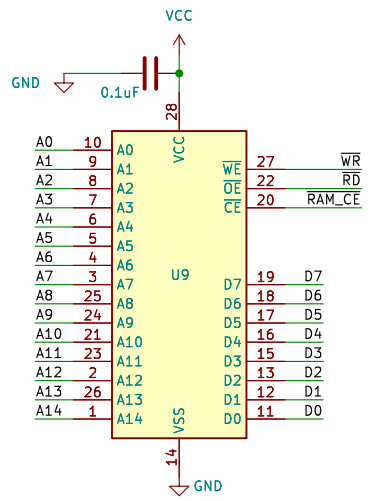 VCC
GND
0.1uF
28
VCC
A0 10 A0
A1 9 A1 WE 27 WR
A2 8 A2 OE 22 RD
A3 7 A3 CE 20 RAM_CE
A4 6 A4
A5 5 A5
A6 4 A6 U9
A7 3 A7 D7 19 D7
A8 25 A8 D6 18 D6
A9 24 A9 D5 17 D5
A10 21 A10 D4 16 D4
A11 23 A11 D3 15 D3
A12 2 A12 D2 13 D2
A13 26 A13 D1 12 D1
A14 1 A14 D0 11 D0
VSS
14
GND